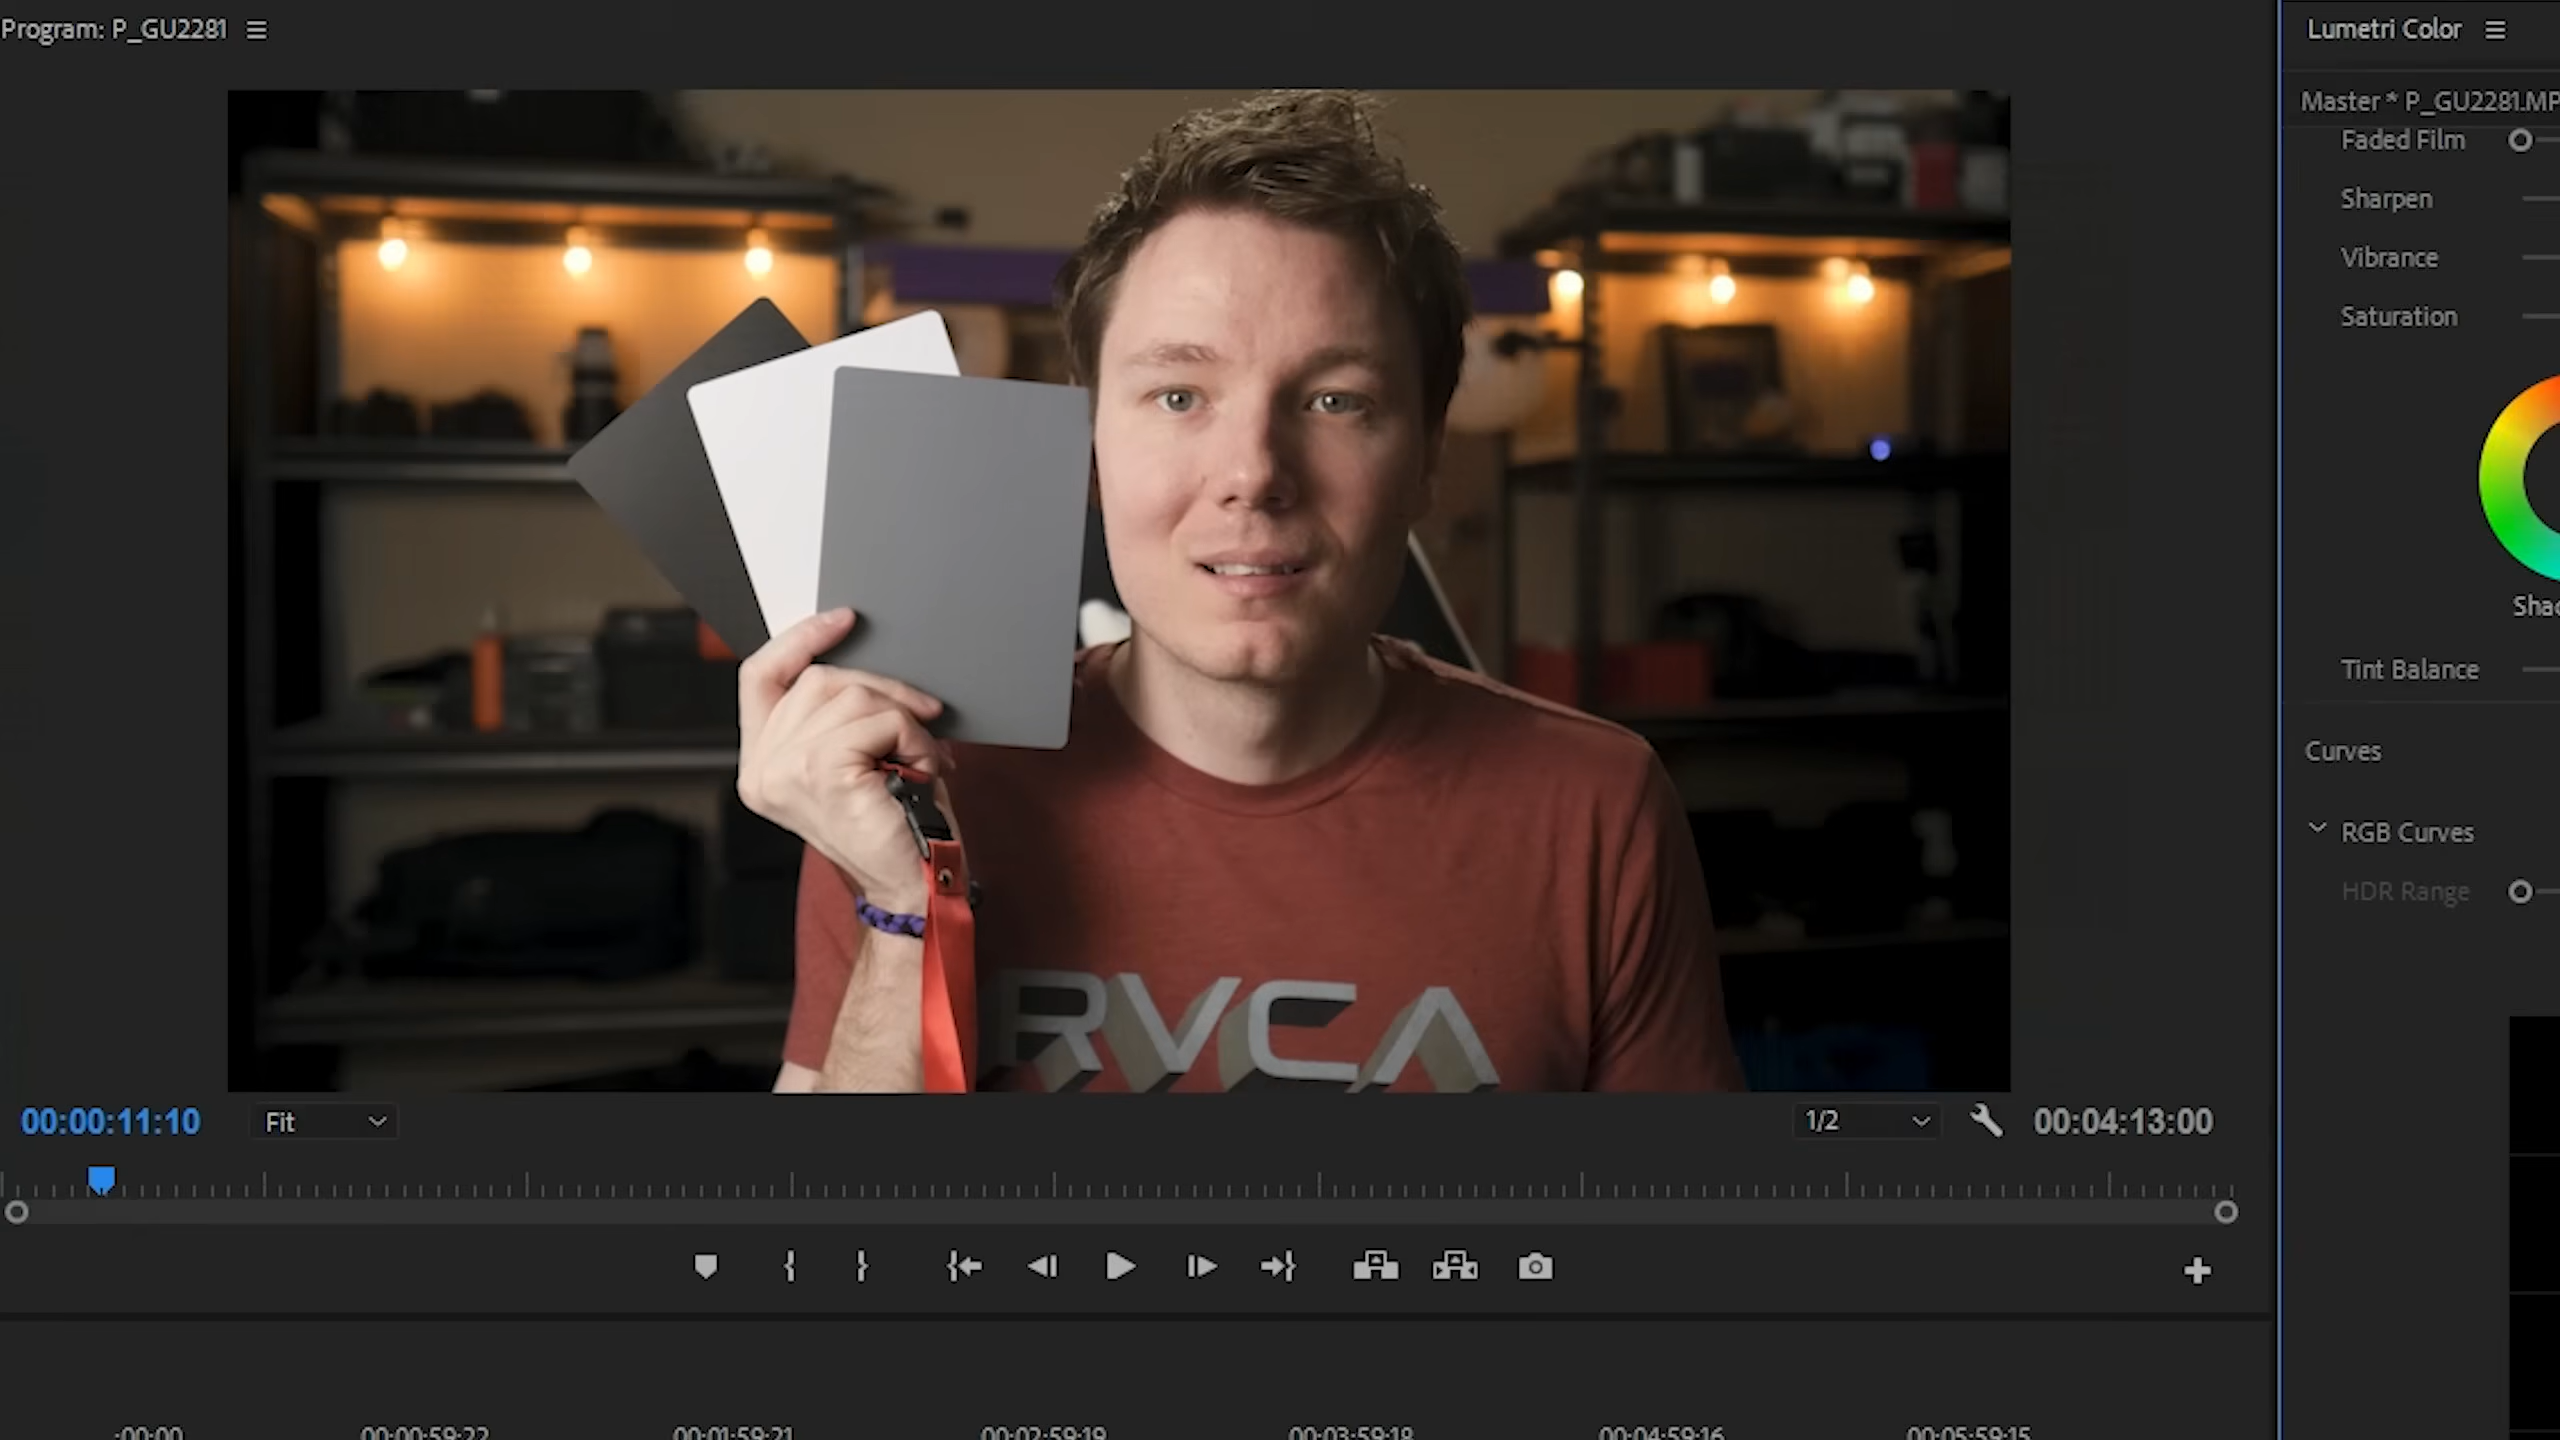 Program: P_GU2281
Lumetri Color
Master * P_GU2281.MP
Faded Film
Sharpen
Vibrance
Saturation
Shad
Tint Balance
Curves
RGB Curves
HDR Range
RVCA
00:00:11:10
Fit
1/2
00:04:13:00
:00:00
00:00:59:22
00:01:59:21
00:02:59:19
00:03:59:18
00:04:59:16
00:05:59:15